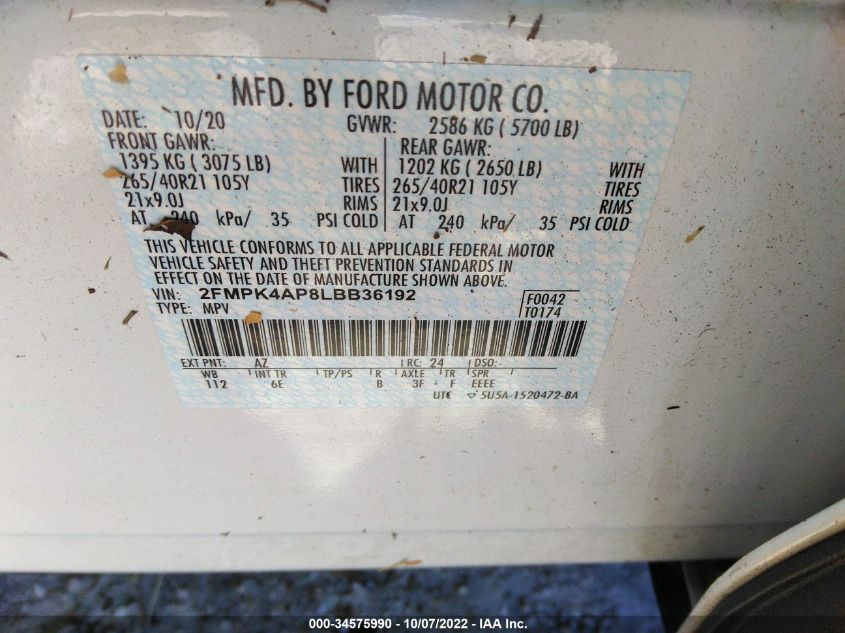 MFD. BY FORD MOTOR CO.
DATE: 10/20 GVWR: 2586 KG ( 5700 LB)
FRONT GAWR: REAR GAWR:
1395 KG ( 3075 LB) WITH 1202 KG ( 2650 LB) WITH
265/40R21 105Y TIRES 265/40R21 105Y TIRES
21x9.0J RIMS 21x9.0J RIMS
AT 240 kPa/ 35 PSI COLD AT 240 kPa/ 35 PSI COLD
THIS VEHICLE CONFORMS TO ALL APPLICABLE FEDERAL MOTOR
VEHICLE SAFETY AND THEFT PREVENTION STANDARDS IN
EFFECT ON THE DATE OF MANUFACTURE SHOWN ABOVE.
VIN: 2FMPK4AP8LBB36192 F0042
TYPE: MPV T0174
EXT PNT: AZ RC: 24 DSO:
WB INT TR TP/PS R AXLE TR SPR
112 6E B 3F F EEEE
UTC ▽ 5U5A-1520472-BA
000-34575990 - 10/07/2022 - IAA Inc.